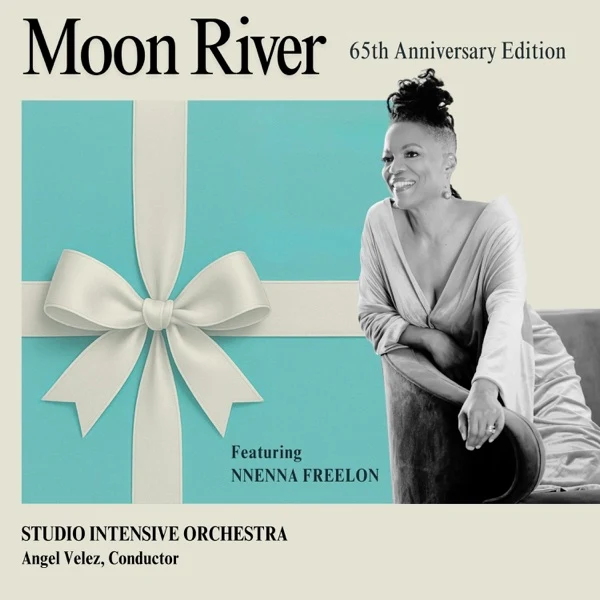 Moon River
65th Anniversary Edition
Featuring
NNENNA FREELON
STUDIO INTENSIVE ORCHESTRA
Angel Velez, Conductor